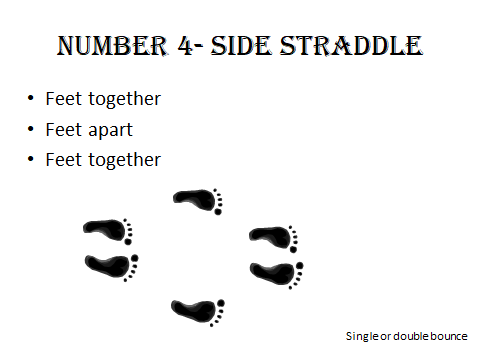 NUMBER 4- SIDE STRADDLE
• Feet together
• Feet apart
• Feet together
Single or double bounce